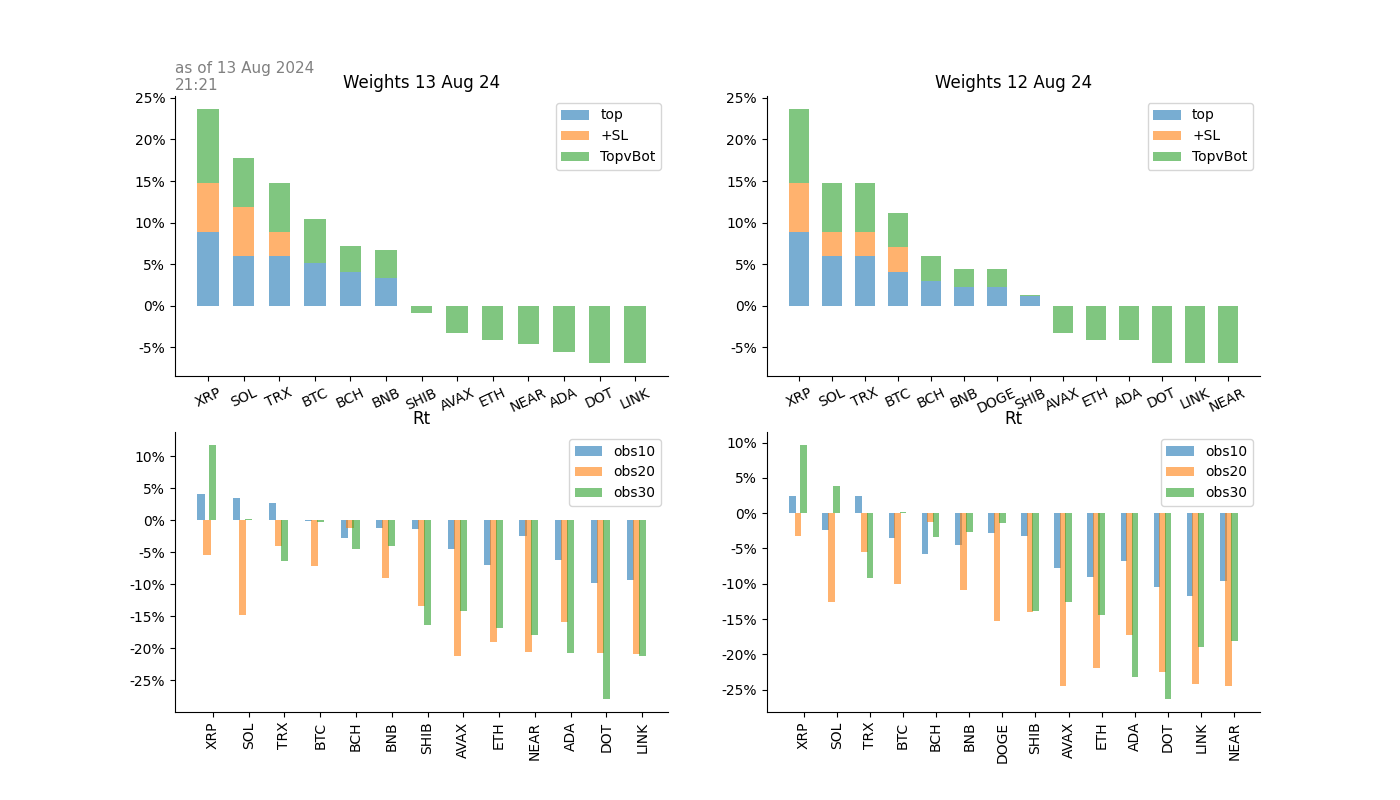 as of 13 Aug 2024
21:21
Weights 13 Aug 24
25%
20%
15%
10%
5%
0%
-5%
top
+SL
TopvBot
XRP SOL TRX BTC BCH BNB SHIB AVAX ETH NEAR ADA DOT LINK
Weights 12 Aug 24
25%
20%
15%
10%
5%
0%
-5%
top
+SL
TopvBot
XRP SOL TRX BTC BCH BNB DOGE SHIB AVAX ETH ADA DOT LINK NEAR
Rt
10%
5%
0%
-5%
-10%
-15%
-20%
-25%
obs10
obs20
obs30
XRP SOL TRX BTC BCH BNB SHIB AVAX ETH NEAR ADA DOT LINK
Rt
10%
5%
0%
-5%
-10%
-15%
-20%
-25%
obs10
obs20
obs30
XRP SOL TRX BTC BCH BNB DOGE SHIB AVAX ETH ADA DOT LINK NEAR